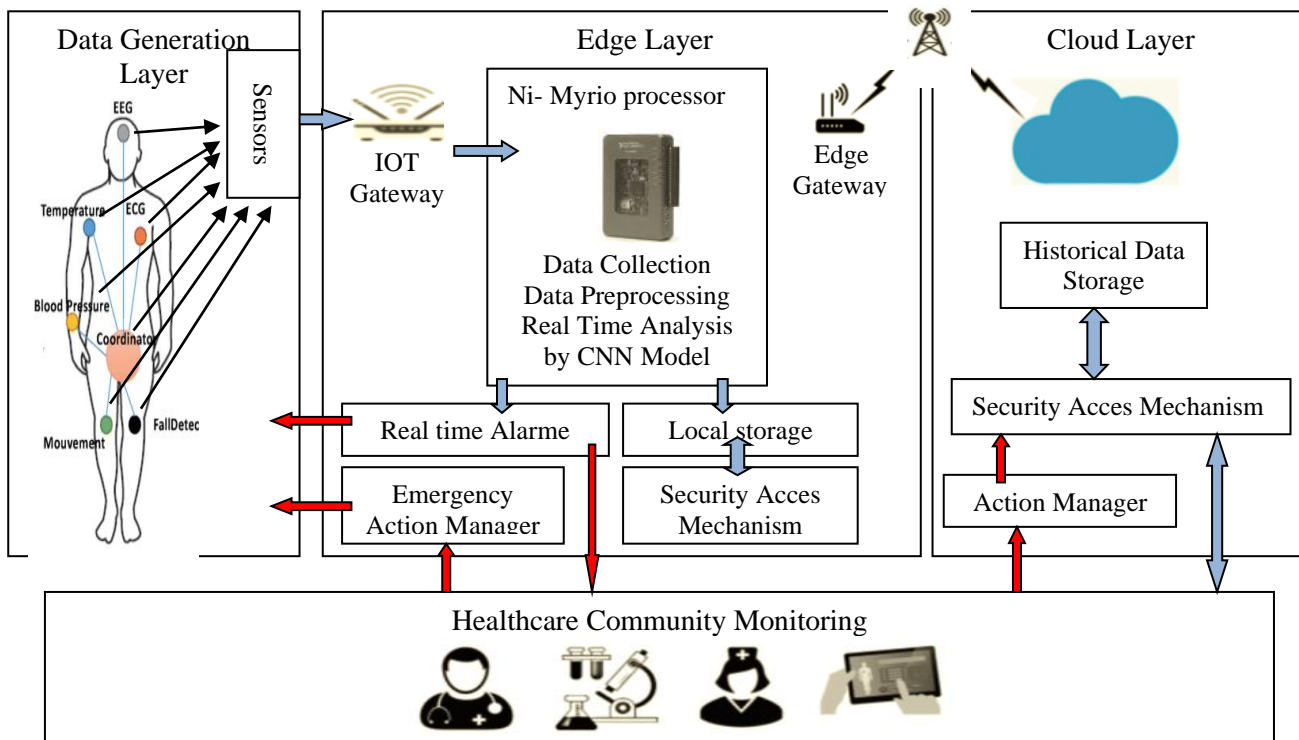 Data Generation
Layer
Sensors
EEG
Temperature
ECG
Blood Pressure
Coordinator
Mouvement
FallDetec
Edge Layer
IOT
Gateway
Ni- Myrio processor
Data Collection
Data Preprocessing
Real Time Analysis
by CNN Model
Edge
Gateway
Real time Alarme
Local storage
Emergency
Action Manager
Security Acces
Mechanism
Cloud Layer
Historical Data
Storage
Security Acces Mechanism
Action Manager
Healthcare Community Monitoring